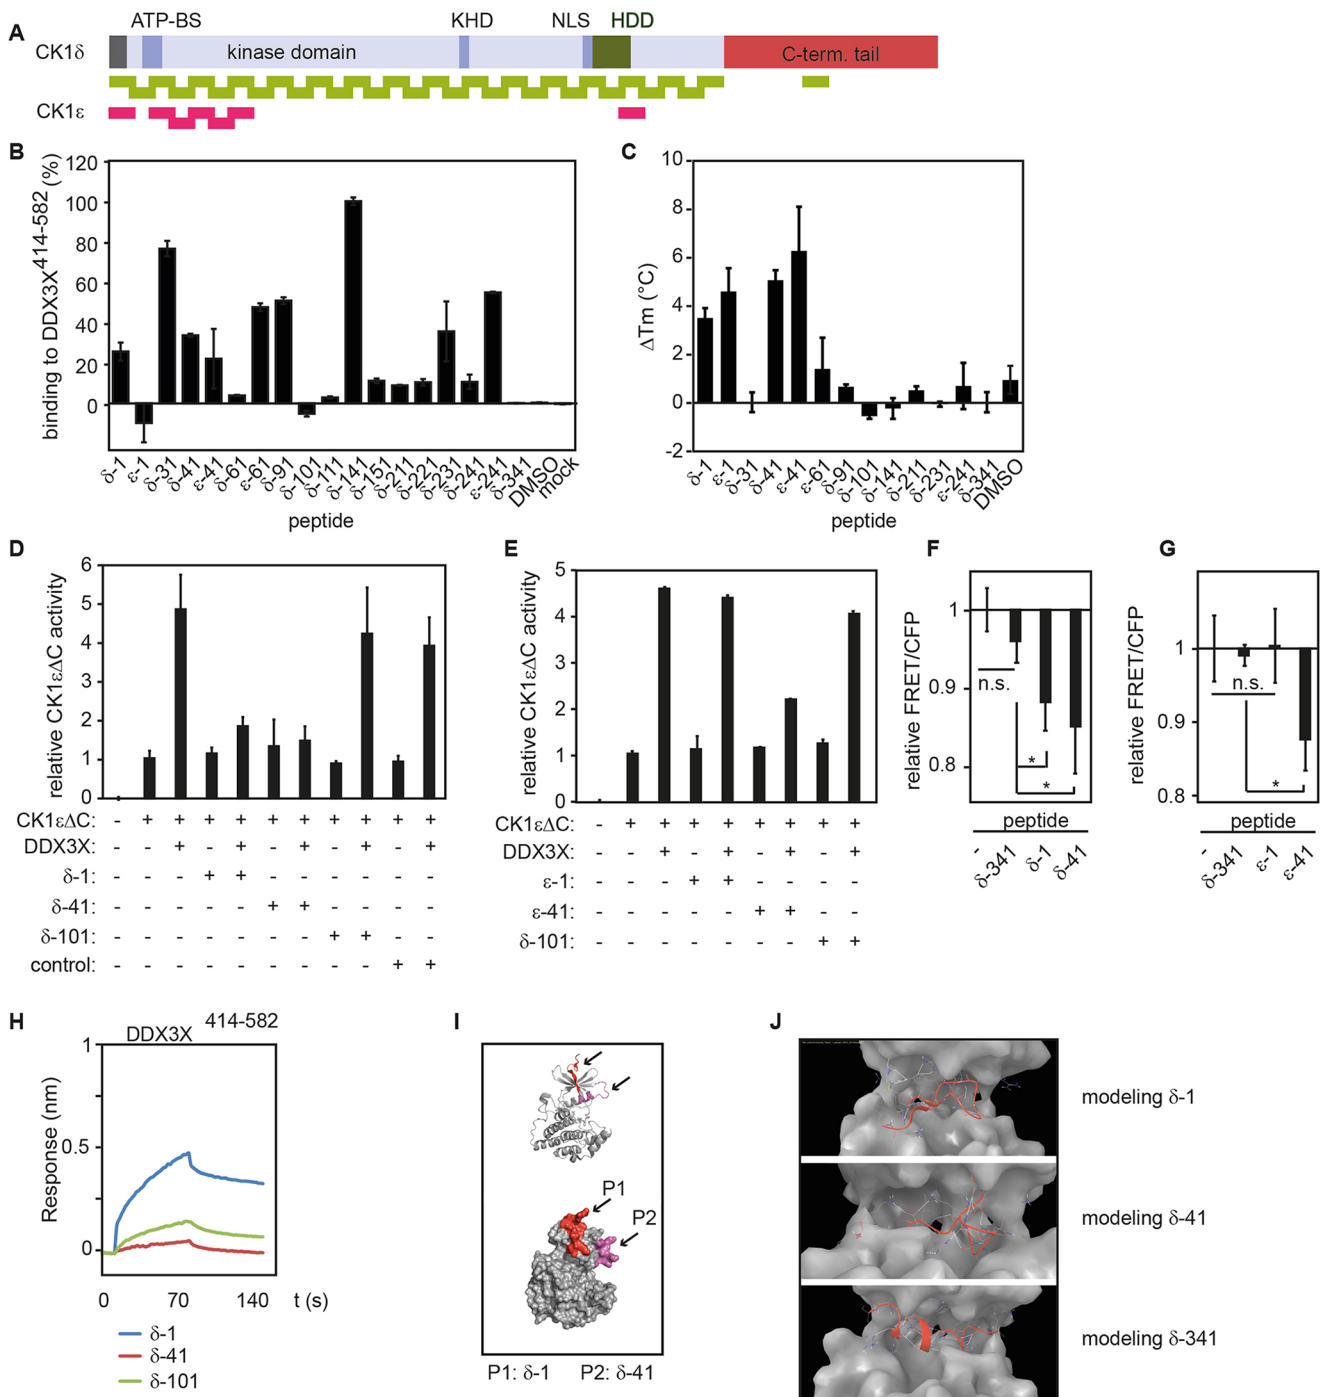 A
ATP-BS KHD NLS HDD
CK1δ kinase domain C-term. tail
CK1ε
B
binding to DDX3X414-582 (%)
120
100
80
60
40
20
0
δ-1 ε-1 δ-31 δ-41 ε-41 δ-61 ε-61 δ-91 δ-101 δ-111 δ-141 δ-151 δ-211 δ-221 δ-231 δ-241 ε-241 δ-341 DMSO mock
peptide
C
ΔTm (°C)
10
8
6
4
2
0
-2
δ-1 ε-1 δ-31 δ-41 ε-41 ε-61 δ-91 δ-101 δ-141 δ-211 δ-231 ε-241 δ-341 DMSO
peptide
D
relative CK1εΔC activity
6
5
4
3
2
1
0
CK1εΔC: - + + + + + + + + + +
DDX3X: - - + - + - + - + - +
δ-1: - - - + + - - - - - -
δ-41: - - - - - + + - - - -
δ-101: - - - - - - - + + - -
control: - - - - - - - - - + +
E
relative CK1εΔC activity
5
4
3
2
1
0
CK1εΔC: - + + + + + + + +
DDX3X: - - + - + - + - +
ε-1: - - - + + - - - -
ε-41: - - - - - + + - -
δ-101: - - - - - - - + +
F
relative FRET/CFP
1
0.9
0.8
n.s.
*
*
peptide
- δ-341 δ-1 δ-41
G
relative FRET/CFP
1
0.9
0.8
n.s.
*
peptide
- δ-341 ε-1 ε-41
H
DDX3X 414-582
Response (nm)
1
0.5
0
0 70 140 t (s)
δ-1
δ-41
δ-101
I
P1
P2
P1: δ-1 P2: δ-41
J
modeling δ-1
modeling δ-41
modeling δ-341